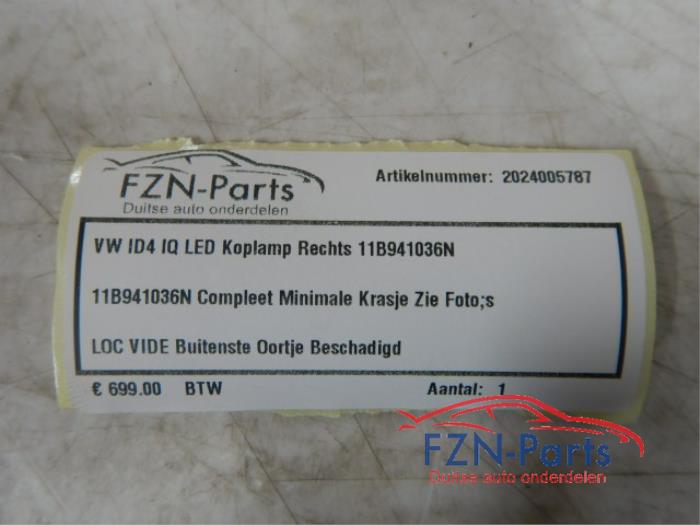 FZN-Parts
Duitse auto onderdelen
Artikelnummer: 2024005787
VW ID4 IQ LED Koplamp Rechts 11B941036N
11B941036N Compleet Minimale Krasje Zie Foto;s
LOC VIDE Buitenste Oortje Beschadigd
€ 699.00 BTW
Aantal: 1
FZN-Parts
Duitse auto onderdelen